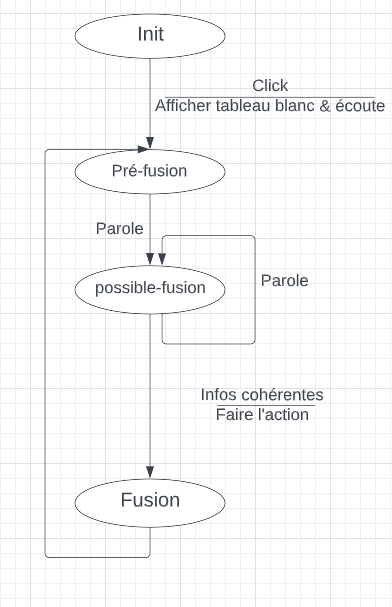 Init
Click
Afficher tableau blanc & écoute
Pré-fusion
Parole
possible-fusion
Parole
Infos cohérentes
Faire l'action
Fusion